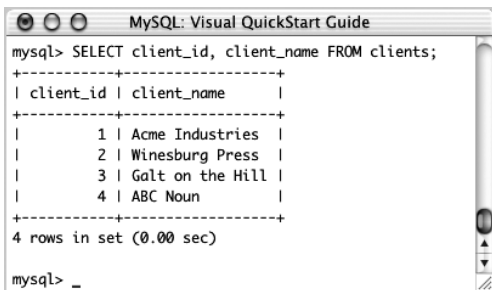 MySQL: Visual QuickStart Guide
mysql> SELECT client_id, client_name FROM clients;
+-----------+------------------+
| client_id | client_name      |
+-----------+------------------+
|         1 | Acme Industries  |
|         2 | Winesburg Press  |
|         3 | Galt on the Hill |
|         4 | ABC Noun         |
+-----------+------------------+
4 rows in set (0.00 sec)
mysql> _